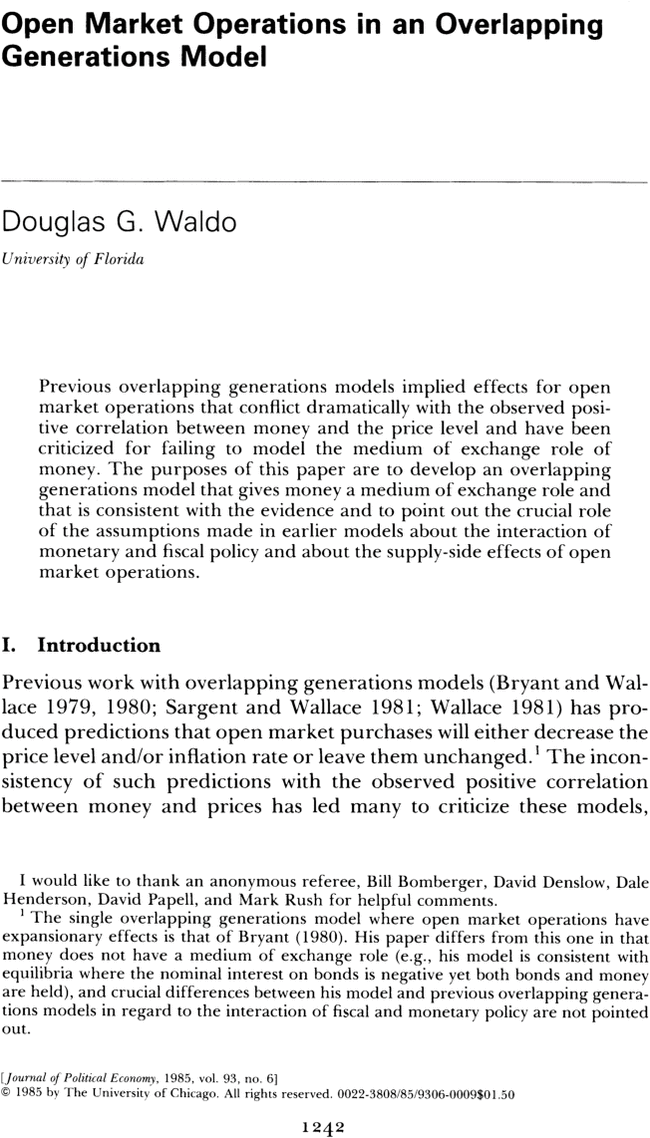 Open Market Operations in an Overlapping
Generations Model
Douglas G. Waldo
University of Florida
Previous overlapping generations models implied effects for open
market operations that conflict dramatically with the observed posi-
tive correlation between money and the price level and have been
criticized for failing to model the medium of exchange role of
money. The purposes of this paper are to develop an overlapping
generations model that gives money a medium of exchange role and
that is consistent with the evidence and to point out the crucial role
of the assumptions made in earlier models about the interaction of
monetary and fiscal policy and about the supply-side effects of open
market operations.
I. Introduction
Previous work with overlapping generations models (Bryant and Wal-
lace 1979, 1980; Sargent and Wallace 1981; Wallace 1981) has pro-
duced predictions that open market purchases will either decrease the
price level and/or inflation rate or leave them unchanged.¹ The incon-
sistency of such predictions with the observed positive correlation
between money and prices has led many to criticize these models,
I would like to thank an anonymous referee, Bill Bomberger, David Denslow, Dale
Henderson, David Papell, and Mark Rush for helpful comments.
¹ The single overlapping generations model where open market operations have
expansionary effects is that of Bryant (1980). His paper differs from this one in that
money does not have a medium of exchange role (e.g., his model is consistent with
equilibria where the nominal interest on bonds is negative yet both bonds and money
are held), and crucial differences between his model and previous overlapping genera-
tions models in regard to the interaction of fiscal and monetary policy are not pointed
out.
[Journal of Political Economy, 1985, vol. 93, no. 6]
© 1985 by The University of Chicago. All rights reserved. 0022-3808/85/9306-0009$01.50
1242